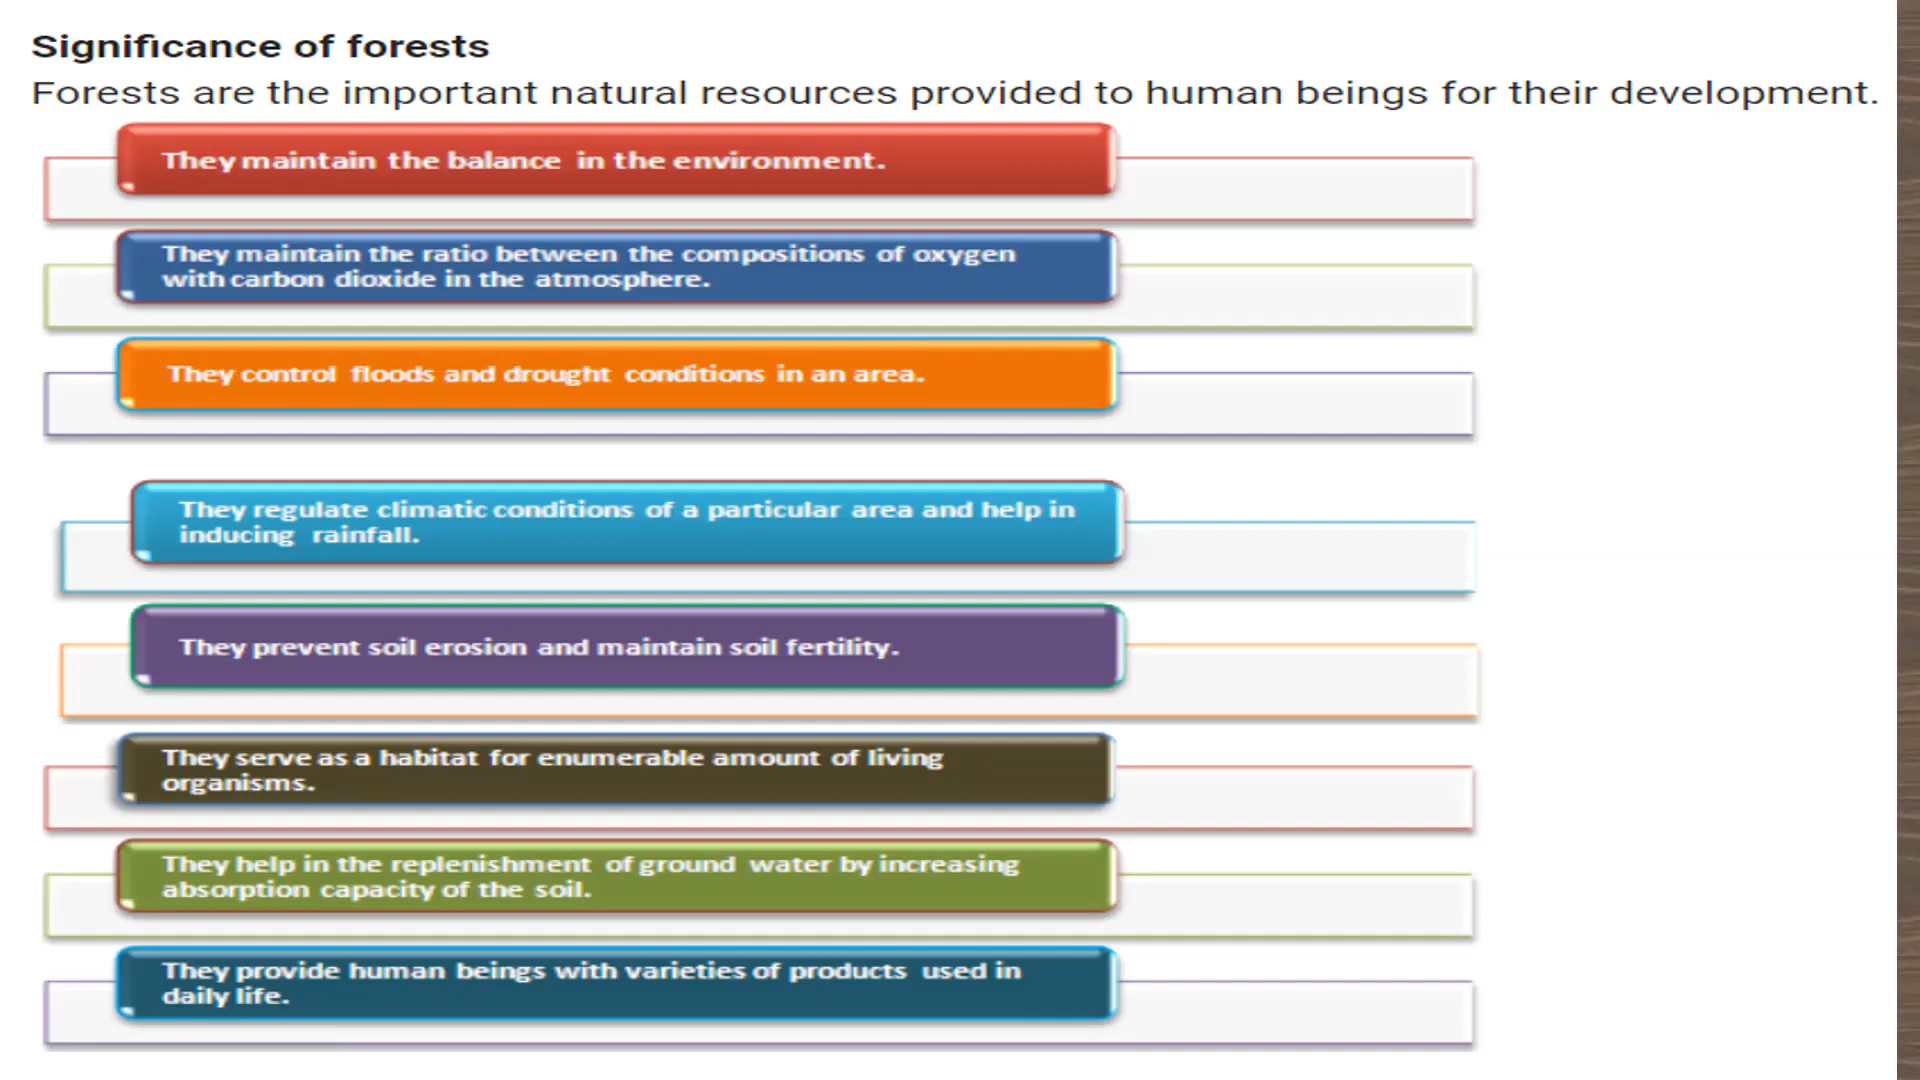 Significance of forests
Forests are the important natural resources provided to human beings for their development.
They maintain the balance in the environment.
They maintain the ratio between the compositions of oxygen
with carbon dioxide in the atmosphere.
They control floods and drought conditions in an area.
They regulate climatic conditions of a particular area and help in
inducing rainfall.
They prevent soil erosion and maintain soil fertility.
They serve as a habitat for enumerable amount of living
organisms.
They help in the replenishment of ground water by increasing
absorption capacity of the soil.
They provide human beings with varieties of products used in
daily life.